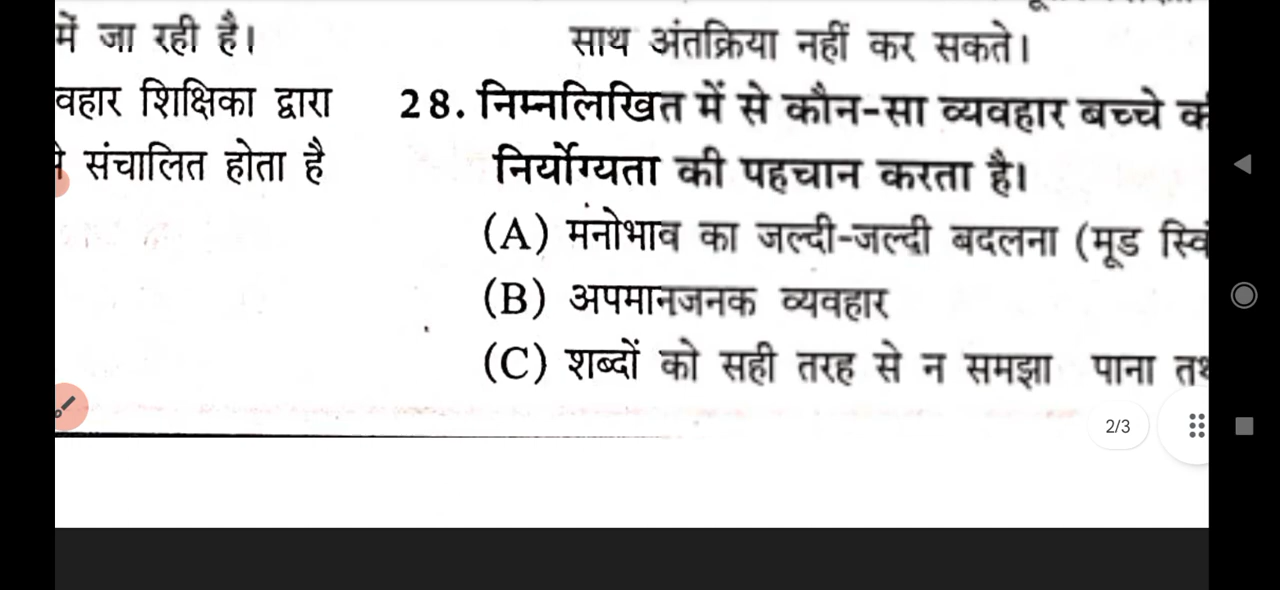 में जा रही है।
वहार शिक्षिका द्वारा
संचालित होता है
साथ अंतक्रिया नहीं कर सकते।
28. निम्नलिखित में से कौन-सा व्यवहार बच्चे
निर्योग्यता की पहचान करता है।
(A) मनोभाव का जल्दी-जल्दी बदलना (मूड
(B) अपमानजनक व्यवहार
(C) शब्दों को सही तरह से न समझा पाना
2/3